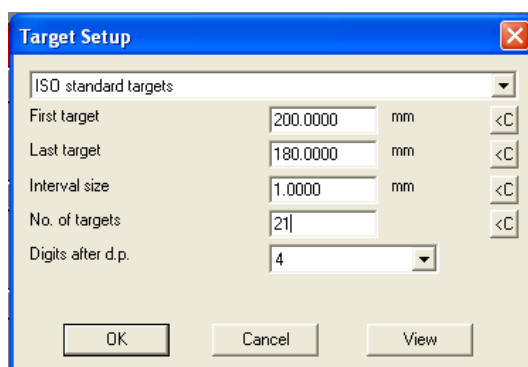 Target Setup
ISO standard targets
First target 200.0000 mm <C
Last target 180.0000 mm <C
Interval size 1.0000 mm <C
No. of targets 21 <C
Digits after d.p. 4
OK Cancel View